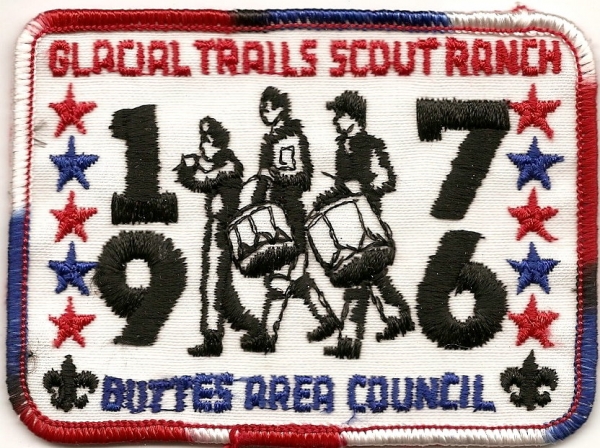 GLACIAL TRAILS SCOUT RANCH
1 7
9 6
BUTTES AREA COUNCIL